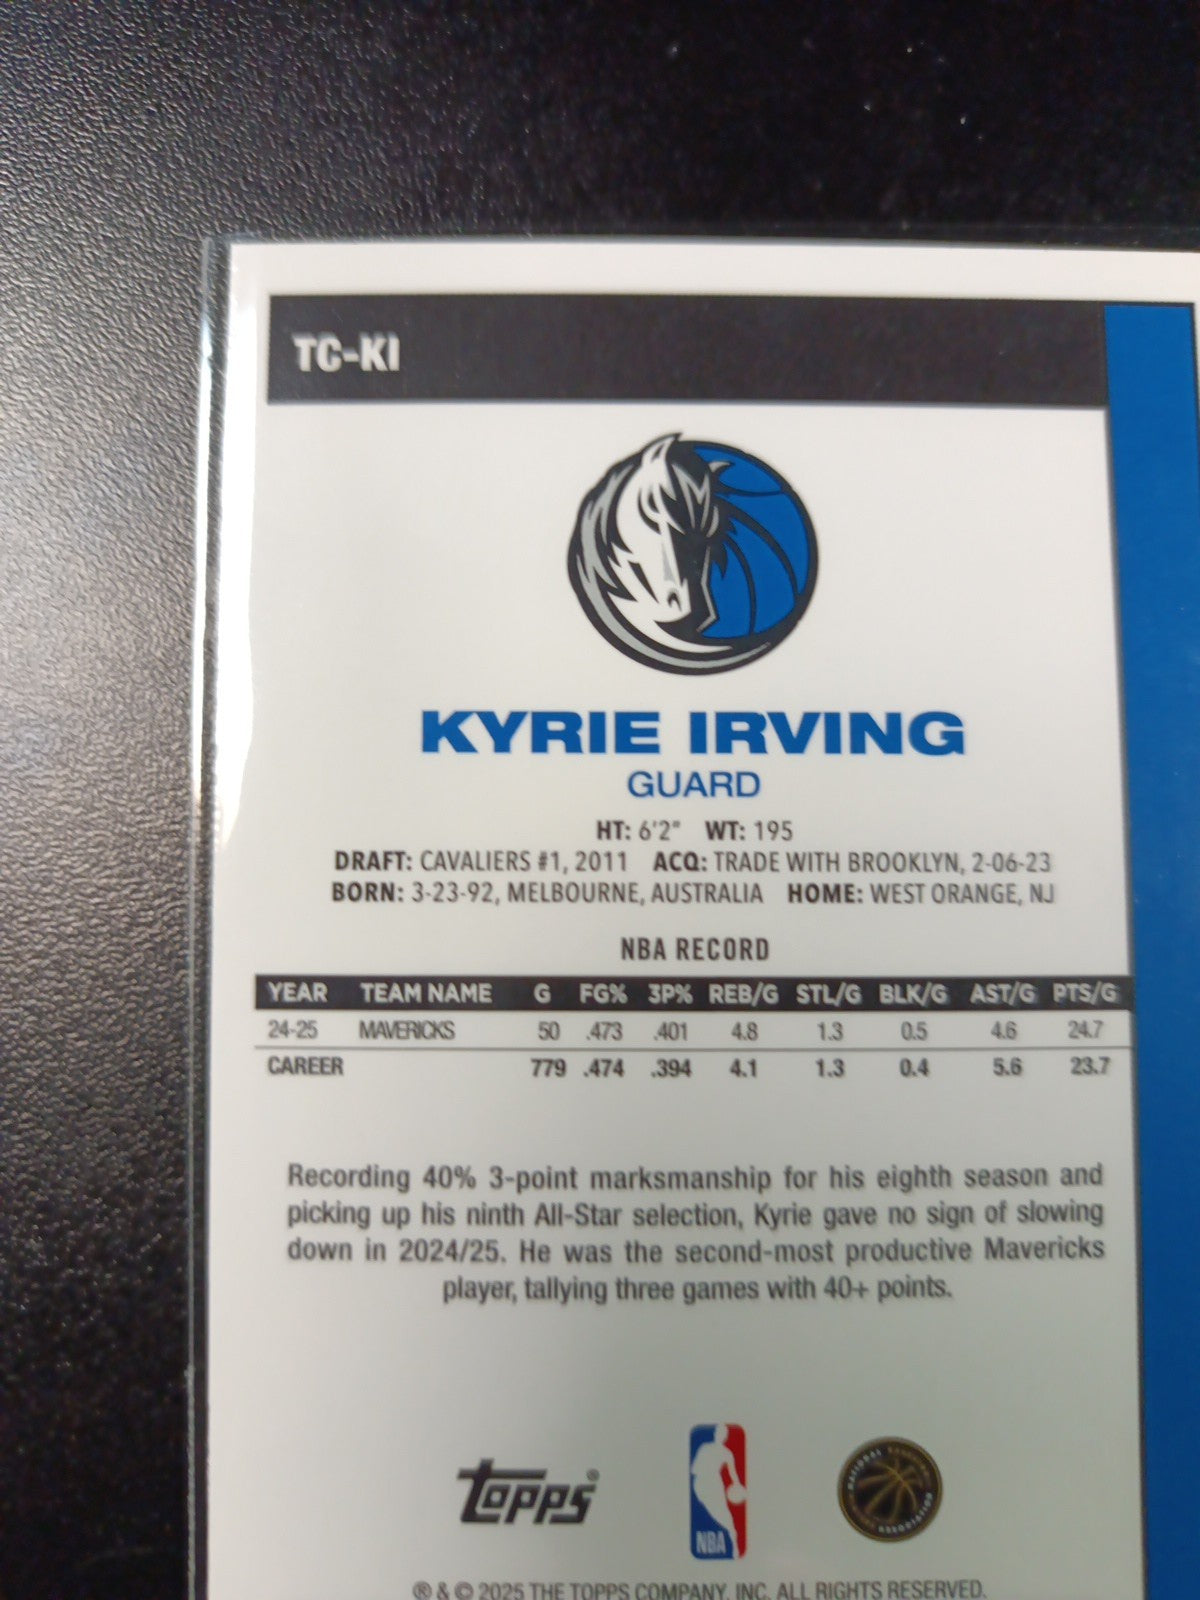 TC-KI
KYRIE IRVING
GUARD
HT: 6'2" WT: 195
DRAFT: CAVALIERS #1, 2011 ACQ: TRADE WITH BROOKLYN, 2-06-23
BORN: 3-23-92, MELBOURNE, AUSTRALIA HOME: WEST ORANGE, NJ
NBA RECORD
YEAR TEAM NAME G FG% 3P% REB/G STL/G BLK/G AST/G PTS/G
24-25 MAVERICKS 50 .473 .401 4.8 1.3 0.5 4.6 24.7
CAREER 779 .474 .394 4.1 1.3 0.4 5.6 23.7
Recording 40% 3-point marksmanship for his eighth season and
picking up his ninth All-Star selection, Kyrie gave no sign of slowing
down in 2024/25. He was the second-most productive Mavericks
player, tallying three games with 40+ points.
topps®
NBA
NATIONAL BASKETBALL
ASSOCIATION
® & © 2025 THE TOPPS COMPANY, INC. ALL RIGHTS RESERVED.